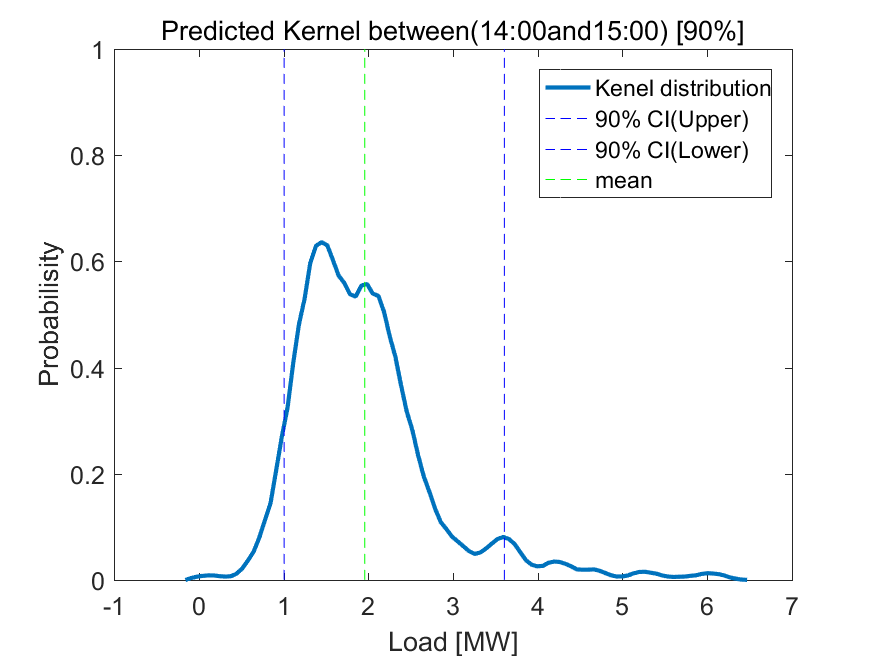 Predicted Kernel between(14:00and15:00) [90%]
1
0.8
0.6
0.4
0.2
0
Probabilisity
Kenel distribution
90% CI(Upper)
90% CI(Lower)
mean
-1 0 1 2 3 4 5 6 7
Load [MW]